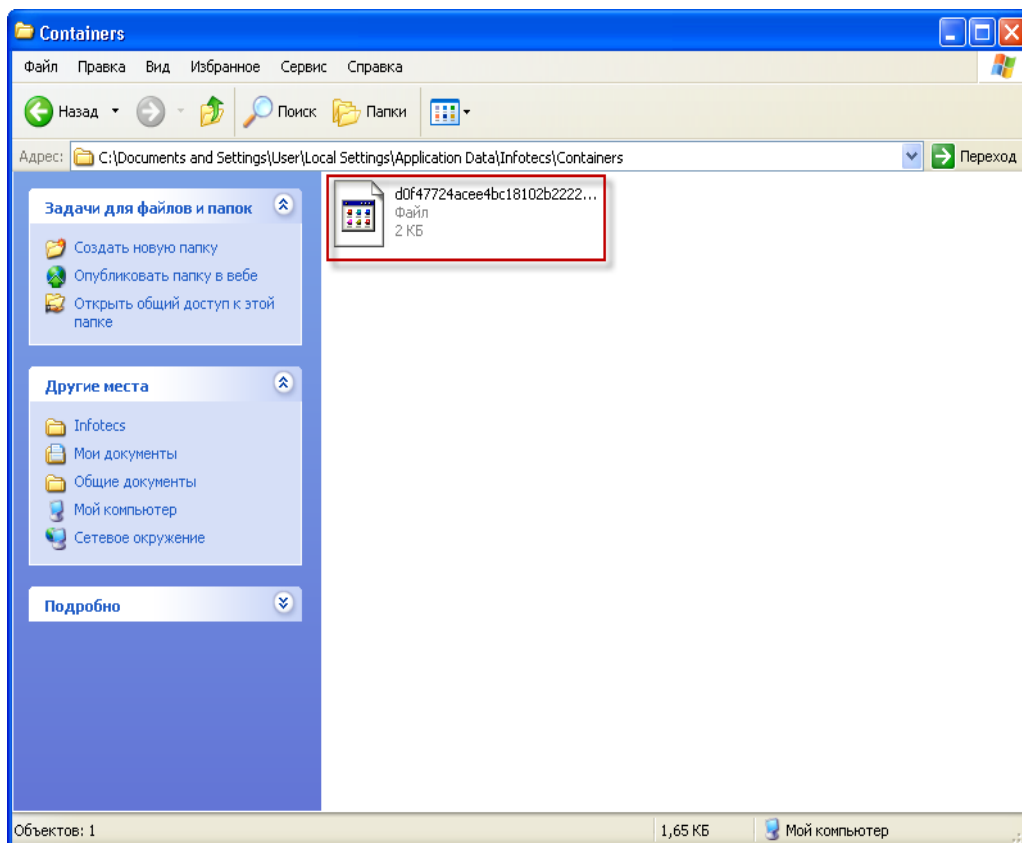 Containers
Файл Правка Вид Избранное Сервис Справка
Назад Поиск Папки
Адрес: C:\Documents and Settings\User\Local Settings\Application Data\Infotecs\Containers Переход
Задачи для файлов и папок
Создать новую папку
Опубликовать папку в вебе
Открыть общий доступ к этой
папке
Другие места
Infotecs
Мои документы
Общие документы
Мой компьютер
Сетевое окружение
Подробно
d0f47724acee4bc18102b2222...
Файл
2 КБ
Объектов: 1 1,65 КБ Мой компьютер